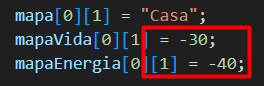 mapa[0][1] = "Casa";
mapaVida[0][1] = -30;
mapaEnergia[0][1] = -40;